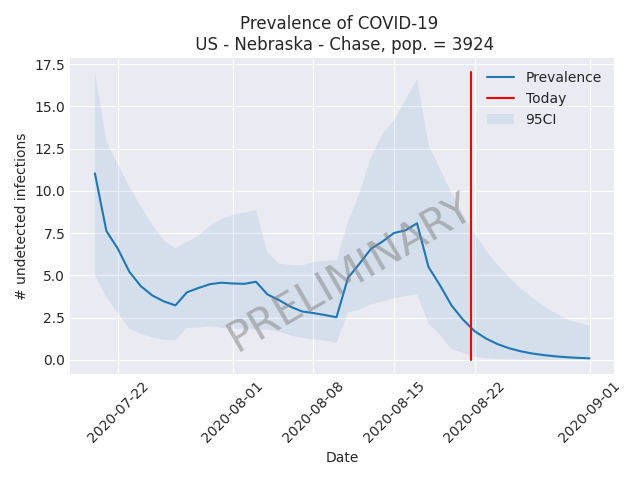 Prevalence of COVID-19
US - Nebraska - Chase, pop. = 3924
17.5
15.0
12.5
10.0
7.5
5.0
2.5
0.0
# undetected infections
Prevalence
Today
95CI
PRELIMINARY
2020-07-22
2020-08-01
2020-08-08
2020-08-15
2020-08-22
2020-09-01
Date